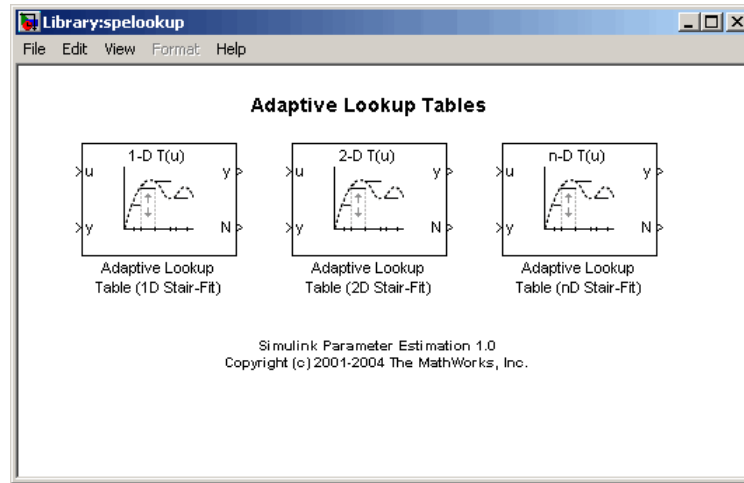 Library:spelookup
File Edit View Format Help
Adaptive Lookup Tables
1-D T(u) 2-D T(u) n-D T(u)
u y u y u y
y N y N y N
Adaptive Lookup Adaptive Lookup Adaptive Lookup
Table (1D Stair-Fit) Table (2D Stair-Fit) Table (nD Stair-Fit)
Simulink Parameter Estimation 1.0
Copyright (c) 2001-2004 The MathWorks, Inc.